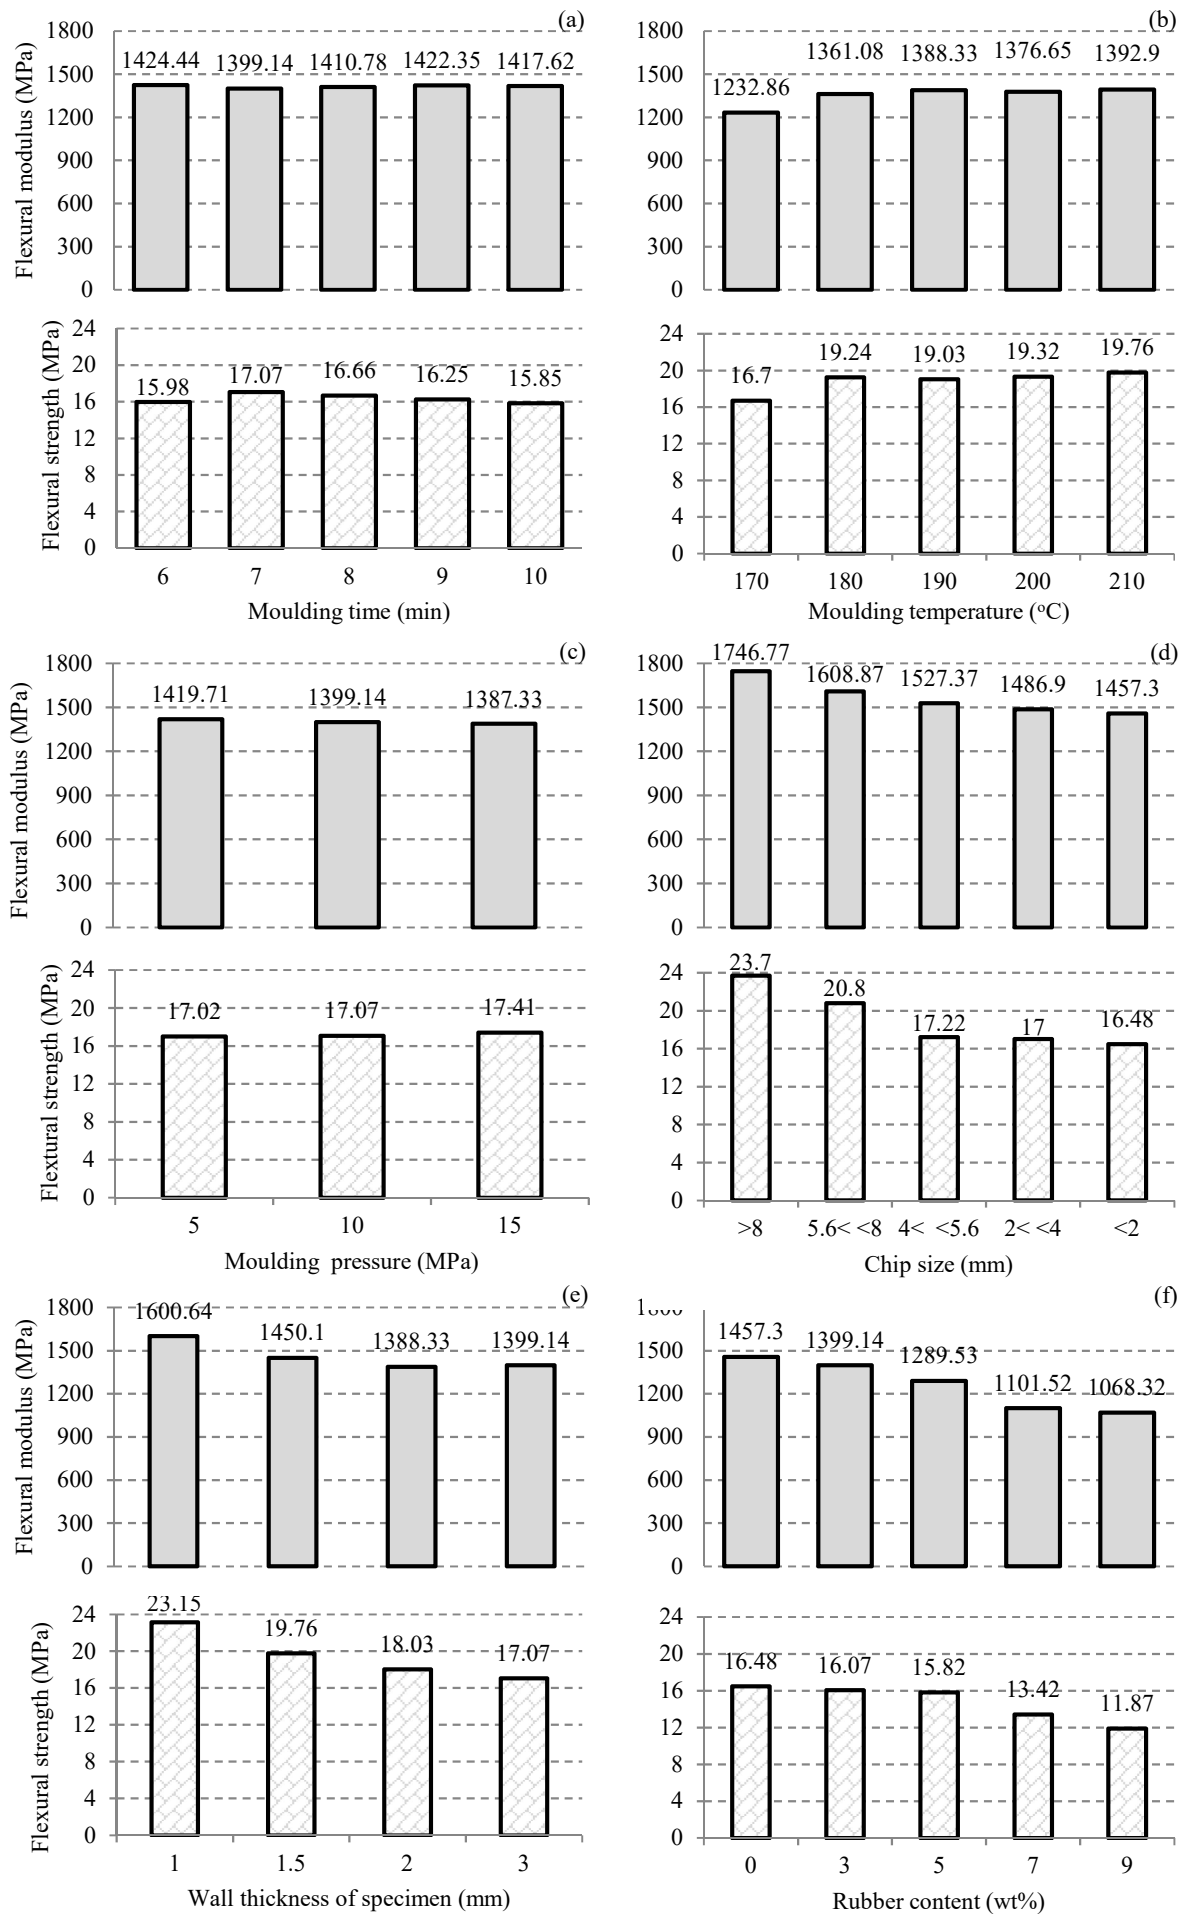 (a)
1800
1500
1200
900
600
300
0
Flexural modulus (MPa)
1424.44 1399.14 1410.78 1422.35 1417.62
24
20
16
12
8
4
0
Flexural strength (MPa)
15.98 17.07 16.66 16.25 15.85
6 7 8 9 10
Moulding time (min)
(b)
1800
1500
1200
900
600
300
0
1232.86 1361.08 1388.33 1376.65 1392.9
24
20
16
12
8
4
0
16.7 19.24 19.03 19.32 19.76
170 180 190 200 210
Moulding temperature (°C)
(c)
1800
1500
1200
900
600
300
0
Flexural modulus (MPa)
1419.71 1399.14 1387.33
24
20
16
12
8
4
0
Flextural strength (MPa)
17.02 17.07 17.41
5 10 15
Moulding pressure (MPa)
(d)
1800
1500
1200
900
600
300
0
1746.77 1608.87 1527.37 1486.9 1457.3
24
20
16
12
8
4
0
23.7 20.8 17.22 17 16.48
>8 5.6< <8 4< <5.6 2< <4 <2
Chip size (mm)
(e)
1800
1500
1200
900
600
300
0
Flexural modulus (MPa)
1600.64 1450.1 1388.33 1399.14
24
20
16
12
8
4
0
Flexural strength (MPa)
23.15 19.76 18.03 17.07
1 1.5 2 3
Wall thickness of specimen (mm)
(f)
1800
1500
1200
900
600
300
0
1457.3 1399.14 1289.53 1101.52 1068.32
24
20
16
12
8
4
0
16.48 16.07 15.82 13.42 11.87
0 3 5 7 9
Rubber content (wt%)